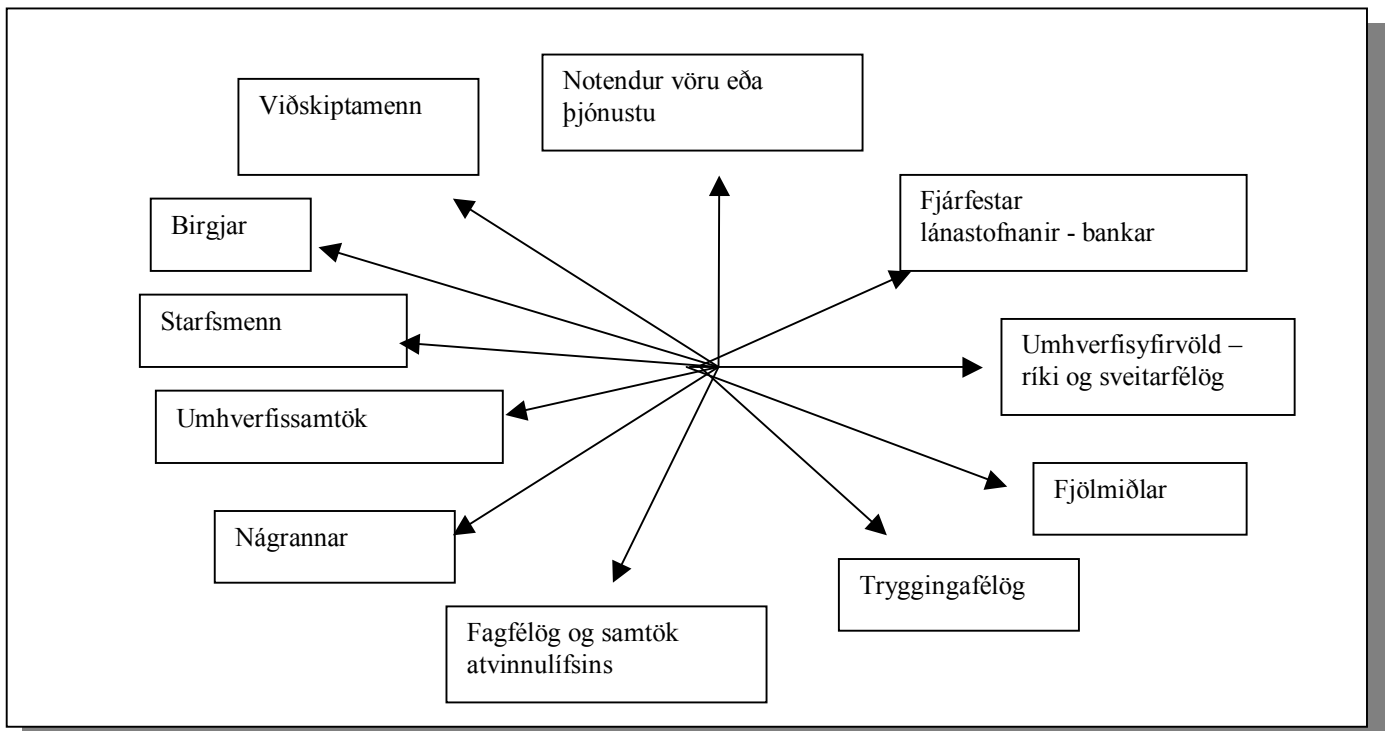 Notendur vöru eða
þjónustu
Viðskiptamenn
Fjárfestar
lánastofnanir - bankar
Birgjar
Starfsmenn
Umhverfisyfirvöld –
ríki og sveitarfélög
Umhverfissamtök
Fjölmiðlar
Nágrannar
Tryggingafélög
Fagfélög og samtök
atvinnulífsins